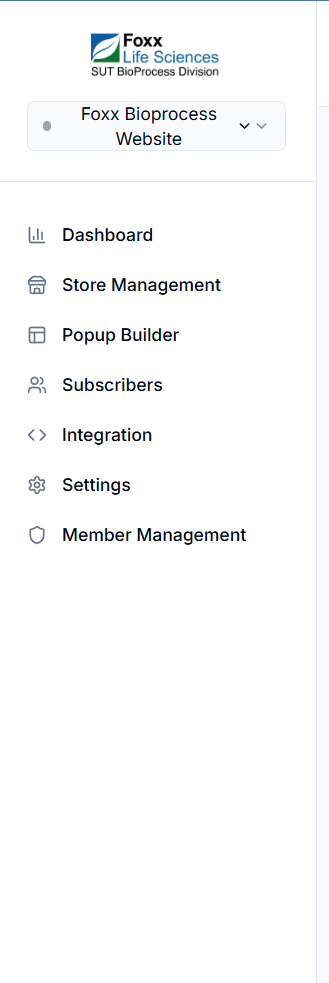 Foxx
Life Sciences
SUT BioProcess Division
Foxx Bioprocess
Website
Dashboard
Store Management
Popup Builder
Subscribers
Integration
Settings
Member Management